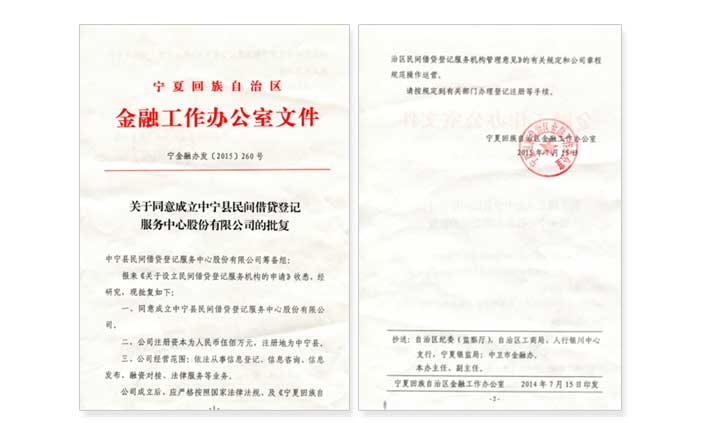 宁夏回族自治区
金融工作办公室文件
宁金融办发〔2015〕260号
关于同意成立中宁县民间借贷登记
服务中心股份有限公司的批复
中宁县民间借贷登记服务中心股份有限公司筹备组：
报来《关于设立民间借贷登记服务机构的申请》收悉，经
研究，现批复如下：
一、同意成立中宁县民间借贷登记服务中心股份有限公
司。
二、公司注册资本为人民币伍佰万元，注册地为中宁县。
三、公司经营范围：依法从事信息登记、信息咨询、信息
发布、融资对接、法律服务等业务。
公司成立后，应严格按照国家法律法规、及《宁夏回族自
-1-
治区民间借贷登记服务机构管理意见》的有关规定和公司章程
规范操作运营。
请按规定到有关部门办理登记注册等手续。
宁夏回族自治区金融工作办公室
2015年7月15日
抄送：自治区纪委（监察厅），自治区工商局，人行银川中心
支行，宁夏银监局；中卫市金融办。
本办主任、副主任。
宁夏回族自治区金融工作办公室 2014年7月15日印发
-2-